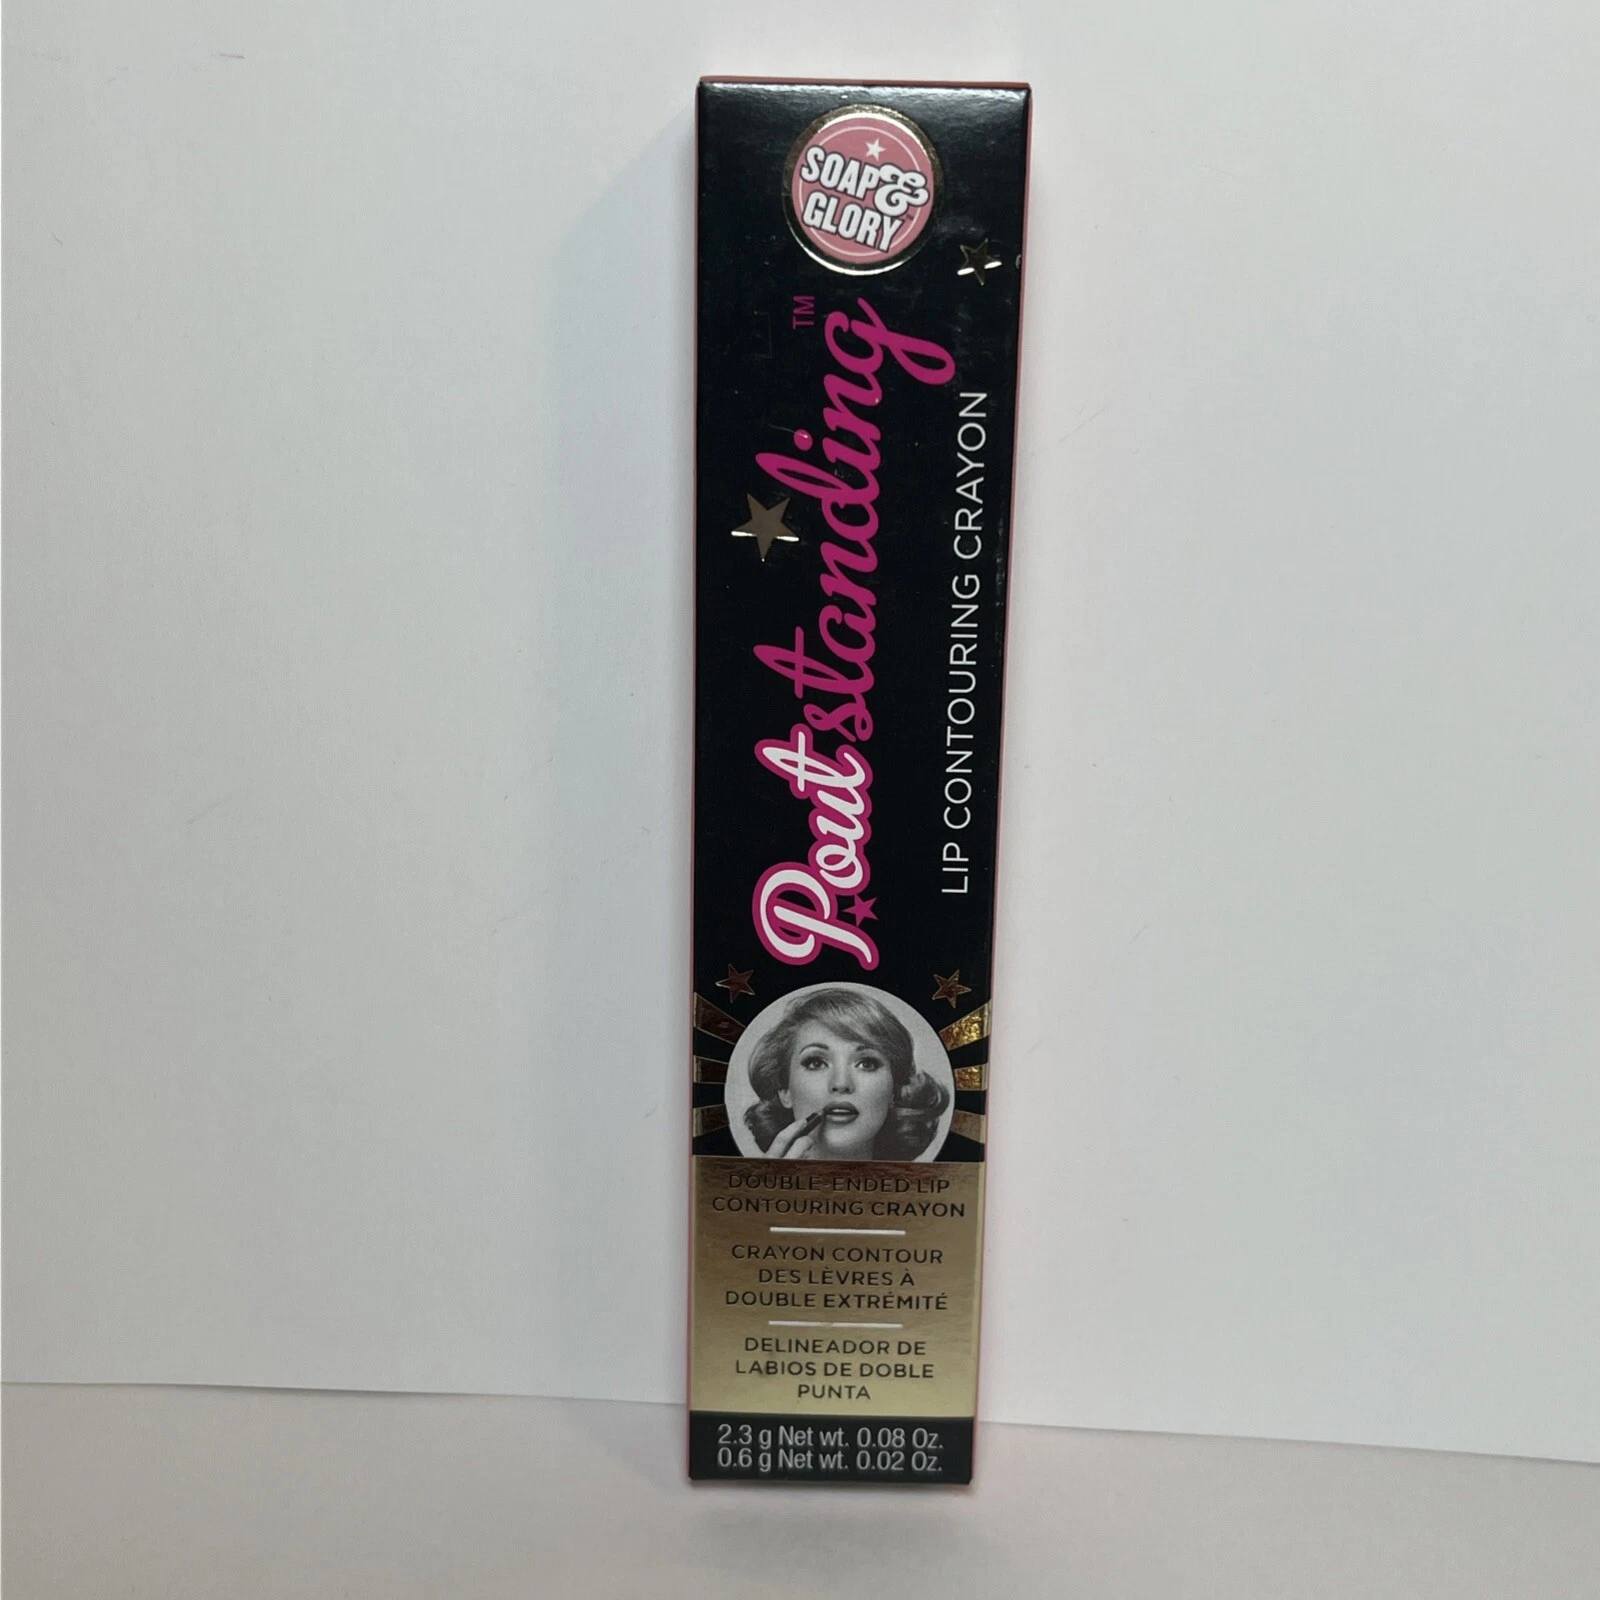 SOAP&
GLORY
Poutstanding™
LIP CONTOURING CRAYON
DOUBLE-ENDED LIP
CONTOURING CRAYON
CRAYON CONTOUR
DES LÈVRES À
DOUBLE EXTRÉMITÉ
DELINEADOR DE
LABIOS DE DOBLE
PUNTA
2.3 g Net wt. 0.08 Oz.
0.6 g Net wt. 0.02 Oz.